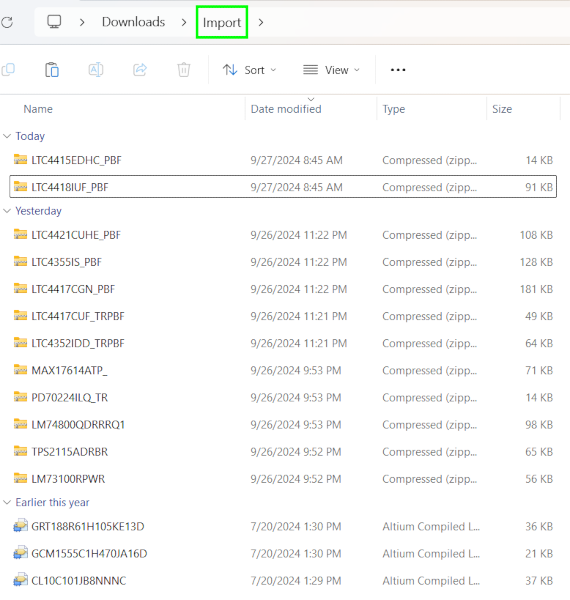 Downloads > Import >
Sort View
Name Date modified Type Size
Today
LTC4415EDHC_PBF 9/27/2024 8:45 AM Compressed (zipp... 14 KB
LTC4418IUF_PBF 9/27/2024 8:45 AM Compressed (zipp... 91 KB
Yesterday
LTC4421CUHE_PBF 9/26/2024 11:22 PM Compressed (zipp... 108 KB
LTC4355IS_PBF 9/26/2024 11:22 PM Compressed (zipp... 128 KB
LTC4417CGN_PBF 9/26/2024 11:22 PM Compressed (zipp... 181 KB
LTC4417CUF_TRPBF 9/26/2024 11:21 PM Compressed (zipp... 49 KB
LTC4352IDD_TRPBF 9/26/2024 11:21 PM Compressed (zipp... 64 KB
MAX17614ATP_ 9/26/2024 9:53 PM Compressed (zipp... 71 KB
PD70224ILQ_TR 9/26/2024 9:53 PM Compressed (zipp... 14 KB
LM74800QDRRRQ1 9/26/2024 9:53 PM Compressed (zipp... 98 KB
TPS2115ADRBR 9/26/2024 9:52 PM Compressed (zipp... 65 KB
LM73100RPWR 9/26/2024 9:52 PM Compressed (zipp... 56 KB
Earlier this year
GRT188R61H105KE13D 7/20/2024 1:30 PM Altium Compiled L... 36 KB
GCM1555C1H470JA16D 7/20/2024 1:30 PM Altium Compiled L... 21 KB
CL10C101JB8NNNC 7/20/2024 1:29 PM Altium Compiled L... 37 KB